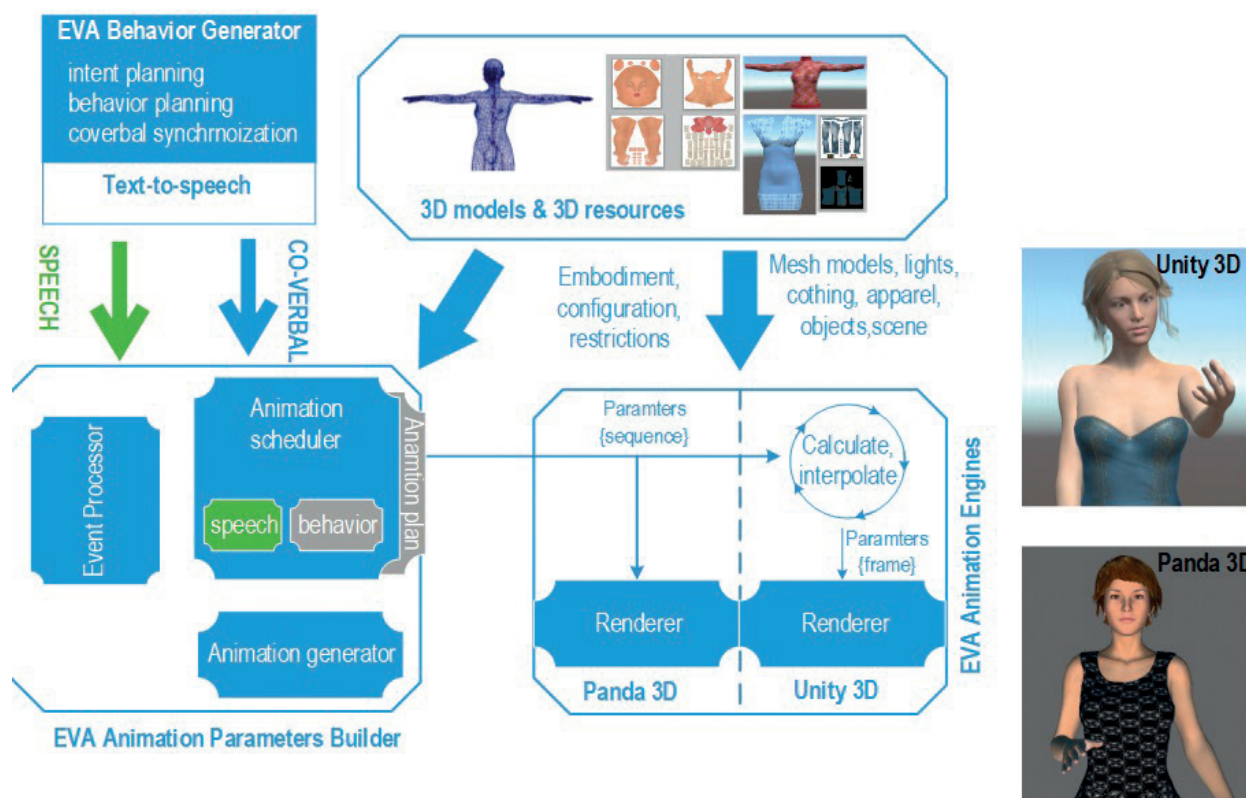 EVA Behavior Generator
intent planning
behavior planning
coverbal synchrnoization
Text-to-speech
3D models & 3D resources
SPEECH
CO-VERBAL
Embodiment,
configuration,
restrictions
Mesh models, lights,
cothing, apparel,
objects,scene
Event Processor
Animation
scheduler
speech
behavior
Anamtion plan
Animation generator
EVA Animation Parameters Builder
Paramters
{sequence}
Calculate,
interpolate
Paramters
{frame}
Renderer
Renderer
Panda 3D
Unity 3D
EVA Animation Engines
Unity 3D
Panda 3D